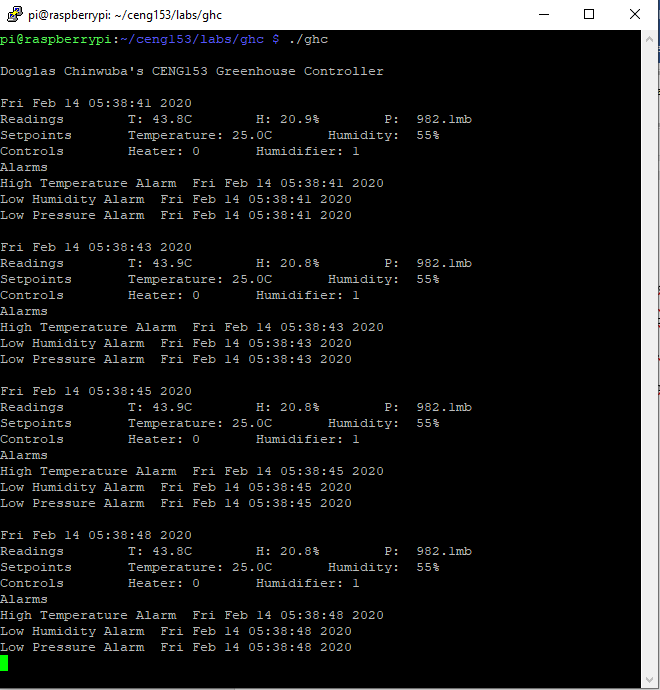 pi@raspberrypi: ~/ceng153/labs/ghc
pi@raspberrypi:~/ceng153/labs/ghc $ ./ghc
Douglas Chinwuba's CENG153 Greenhouse Controller
Fri Feb 14 05:38:41 2020
Readings        T: 43.8C        H: 20.9%        P:  982.1mb
Setpoints       Temperature: 25.0C       Humidity:  55%
Controls        Heater: 0       Humidifier: 1
Alarms
High Temperature Alarm  Fri Feb 14 05:38:41 2020
Low Humidity Alarm  Fri Feb 14 05:38:41 2020
Low Pressure Alarm  Fri Feb 14 05:38:41 2020
Fri Feb 14 05:38:43 2020
Readings        T: 43.9C        H: 20.8%        P:  982.1mb
Setpoints       Temperature: 25.0C       Humidity:  55%
Controls        Heater: 0       Humidifier: 1
Alarms
High Temperature Alarm  Fri Feb 14 05:38:43 2020
Low Humidity Alarm  Fri Feb 14 05:38:43 2020
Low Pressure Alarm  Fri Feb 14 05:38:43 2020
Fri Feb 14 05:38:45 2020
Readings        T: 43.9C        H: 20.8%        P:  982.1mb
Setpoints       Temperature: 25.0C       Humidity:  55%
Controls        Heater: 0       Humidifier: 1
Alarms
High Temperature Alarm  Fri Feb 14 05:38:45 2020
Low Humidity Alarm  Fri Feb 14 05:38:45 2020
Low Pressure Alarm  Fri Feb 14 05:38:45 2020
Fri Feb 14 05:38:48 2020
Readings        T: 43.8C        H: 20.8%        P:  982.1mb
Setpoints       Temperature: 25.0C       Humidity:  55%
Controls        Heater: 0       Humidifier: 1
Alarms
High Temperature Alarm  Fri Feb 14 05:38:48 2020
Low Humidity Alarm  Fri Feb 14 05:38:48 2020
Low Pressure Alarm  Fri Feb 14 05:38:48 2020